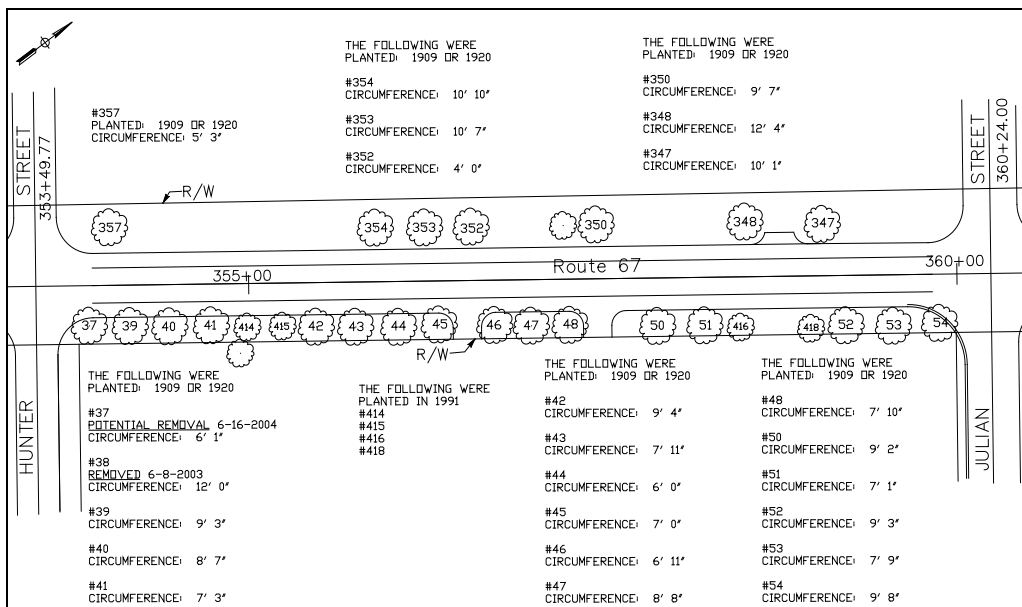 THE FOLLOWING WERE
PLANTED: 1909 OR 1920
#354
CIRCUMFERENCE: 10' 10"
#353
CIRCUMFERENCE: 10' 7"
#352
CIRCUMFERENCE: 4' 0"
THE FOLLOWING WERE
PLANTED: 1909 OR 1920
#350
CIRCUMFERENCE: 9' 7"
#348
CIRCUMFERENCE: 12' 4"
#347
CIRCUMFERENCE: 10' 1"
#357
PLANTED: 1909 OR 1920
CIRCUMFERENCE: 5' 3"
STREET
353+49.77
STREET
360+24.00
R/W
357
354
353
352
350
348
347
355+00
Route 67
360+00
37
39
40
41
414
415
42
43
44
45
46
47
48
50
51
416
418
52
53
54
R/W
HUNTER
JULIAN
THE FOLLOWING WERE
PLANTED: 1909 OR 1920
#37
POTENTIAL REMOVAL 6-16-2004
CIRCUMFERENCE: 6' 1"
#38
REMOVED 6-8-2003
CIRCUMFERENCE: 12' 0"
#39
CIRCUMFERENCE: 9' 3"
#40
CIRCUMFERENCE: 8' 7"
#41
CIRCUMFERENCE: 7' 3"
THE FOLLOWING WERE
PLANTED IN 1991
#414
#415
#416
#418
THE FOLLOWING WERE
PLANTED: 1909 OR 1920
#42
CIRCUMFERENCE: 9' 4"
#43
CIRCUMFERENCE: 7' 11"
#44
CIRCUMFERENCE: 6' 0"
#45
CIRCUMFERENCE: 7' 0"
#46
CIRCUMFERENCE: 6' 11"
#47
CIRCUMFERENCE: 8' 8"
THE FOLLOWING WERE
PLANTED: 1909 OR 1920
#48
CIRCUMFERENCE: 7' 10"
#50
CIRCUMFERENCE: 9' 2"
#51
CIRCUMFERENCE: 7' 1"
#52
CIRCUMFERENCE: 9' 3"
#53
CIRCUMFERENCE: 7' 9"
#54
CIRCUMFERENCE: 9' 8"